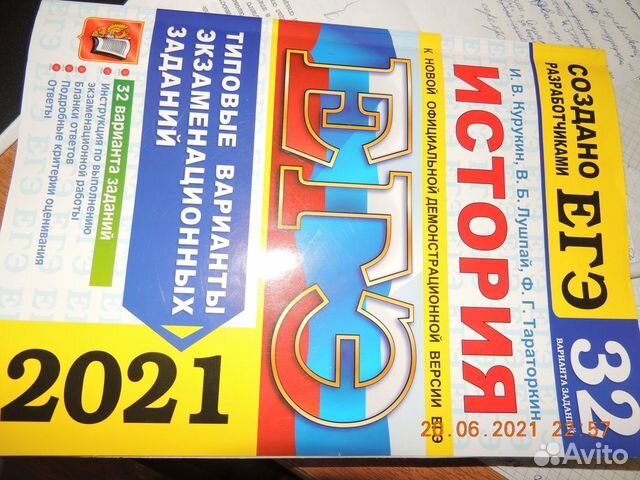 СОЗДАНО
РАЗРАБОТЧИКАМИ
ЕГЭ
32
ВАРИАНТА ЗАДАНИЙ
И. В. Курукин, В. Б. Лушпай, Ф. Г. Тараторкин
ИСТОРИЯ
К НОВОЙ ОФИЦИАЛЬНОЙ ДЕМОНСТРАЦИОННОЙ ВЕРСИИ ЕГЭ
ЕГЭ
ТИПОВЫЕ ВАРИАНТЫ
ЭКЗАМЕНАЦИОННЫХ
ЗАДАНИЙ
32 варианта заданий
Инструкция по выполнению
экзаменационной работы
Бланки ответов
Подробные критерии оценивания
Ответы
2021
20.06.2021 22:57
Avito